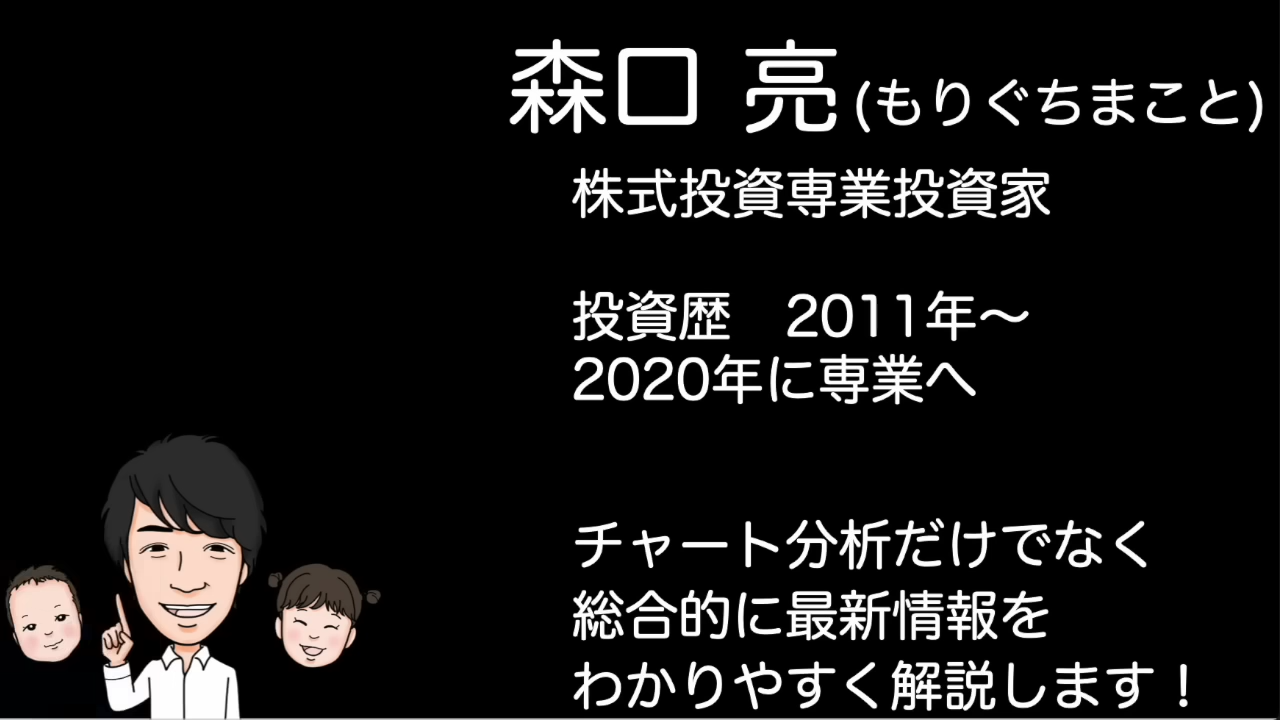 森口 亮(もりぐちまこと)
株式投資専業投資家
投資歴　2011年〜
2020年に専業へ
チャート分析だけでなく
総合的に最新情報を
わかりやすく解説します！